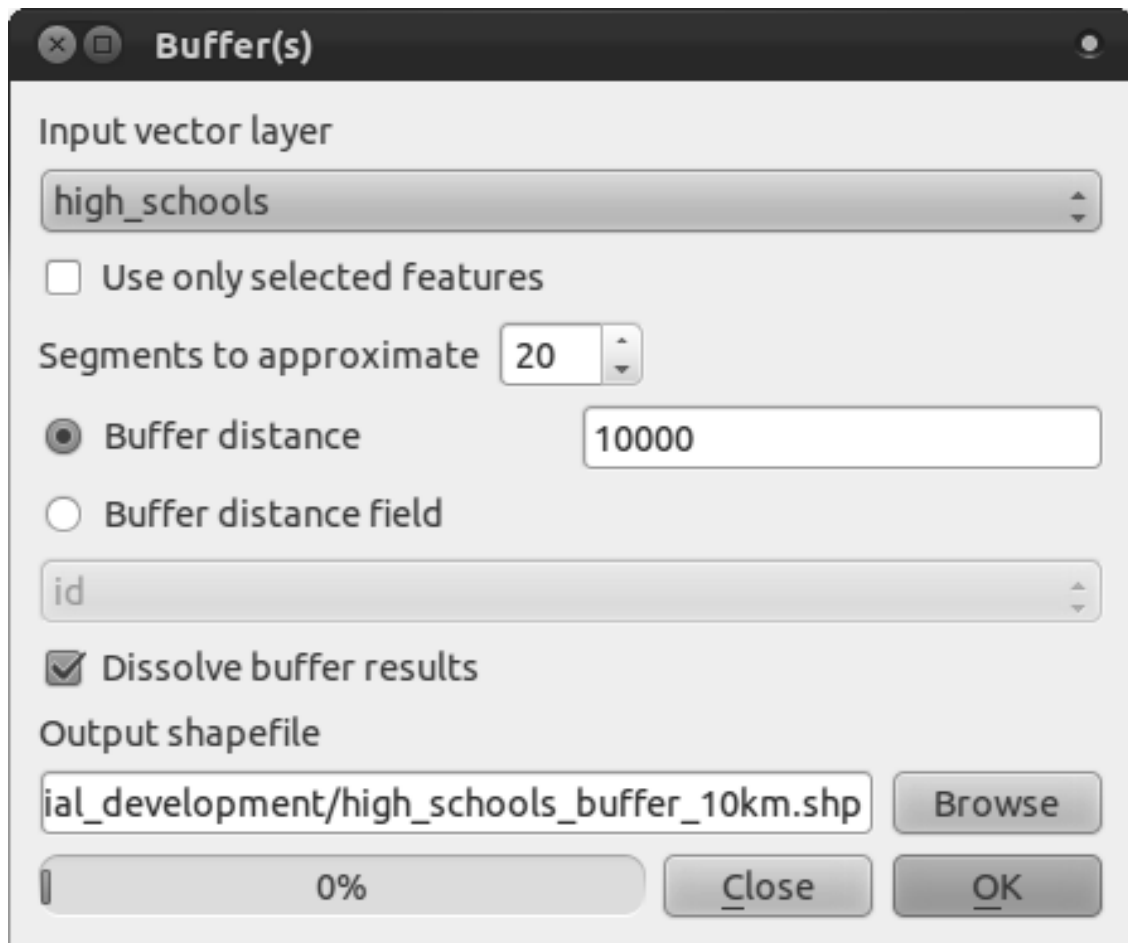 Buffer(s)
Input vector layer
high_schools
Use only selected features
Segments to approximate 20
Buffer distance 10000
Buffer distance field
id
Dissolve buffer results
Output shapefile
ial_development/high_schools_buffer_10km.shp Browse
0% Close OK